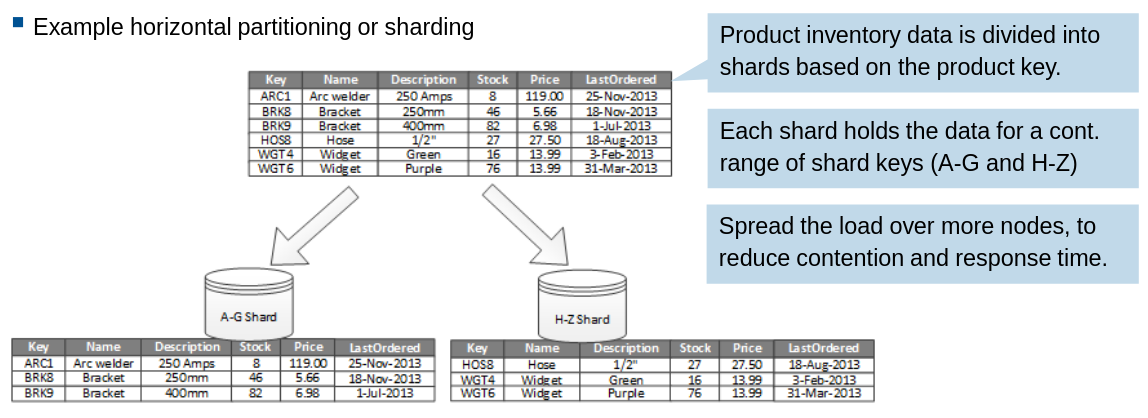 Example horizontal partitioning or sharding
Product inventory data is divided into
shards based on the product key.
Each shard holds the data for a cont.
range of shard keys (A-G and H-Z)
Spread the load over more nodes, to
reduce contention and response time.
Key Name Description Stock Price LastOrdered
ARC1 Arc welder 250 Amps 8 119.00 25-Nov-2013
BRK8 Bracket 250mm 46 5.66 18-Nov-2013
BRK9 Bracket 400mm 82 6.98 1-Jul-2013
HOS8 Hose 1/2" 27 27.50 18-Aug-2013
WGT4 Widget Green 16 13.99 3-Feb-2013
WGT6 Widget Purple 76 13.99 31-Mar-2013
A-G Shard
Key Name Description Stock Price LastOrdered
ARC1 Arc welder 250 Amps 8 119.00 25-Nov-2013
BRK8 Bracket 250mm 46 5.66 18-Nov-2013
BRK9 Bracket 400mm 82 6.98 1-Jul-2013
H-Z Shard
Key Name Description Stock Price LastOrdered
HOS8 Hose 1/2" 27 27.50 18-Aug-2013
WGT4 Widget Green 16 13.99 3-Feb-2013
WGT6 Widget Purple 76 13.99 31-Mar-2013